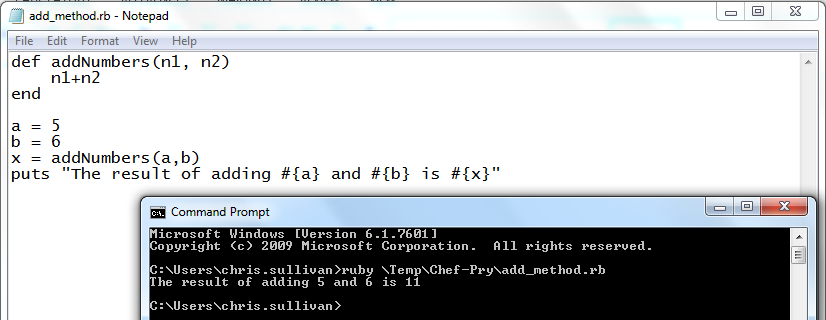 add_method.rb - Notepad
File Edit Format View Help
def addNumbers(n1, n2)
    n1+n2
end
a = 5
b = 6
x = addNumbers(a,b)
puts "The result of adding #{a} and #{b} is #{x}"
Command Prompt
Microsoft Windows [Version 6.1.7601]
Copyright (c) 2009 Microsoft Corporation.  All rights reserved.
C:\Users\chris.sullivan>ruby \Temp\Chef-Pry\add_method.rb
The result of adding 5 and 6 is 11
C:\Users\chris.sullivan>